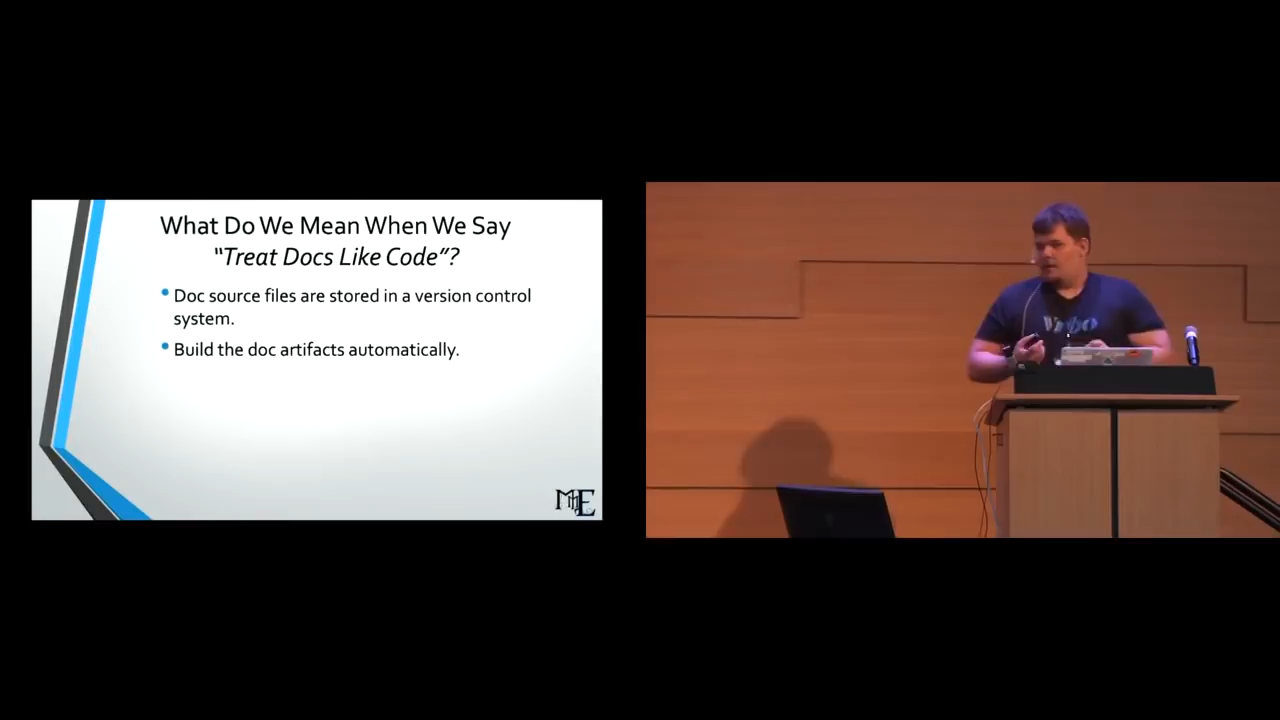 What Do We Mean When We Say
“Treat Docs Like Code”?
• Doc source files are stored in a version control
system.
• Build the doc artifacts automatically.